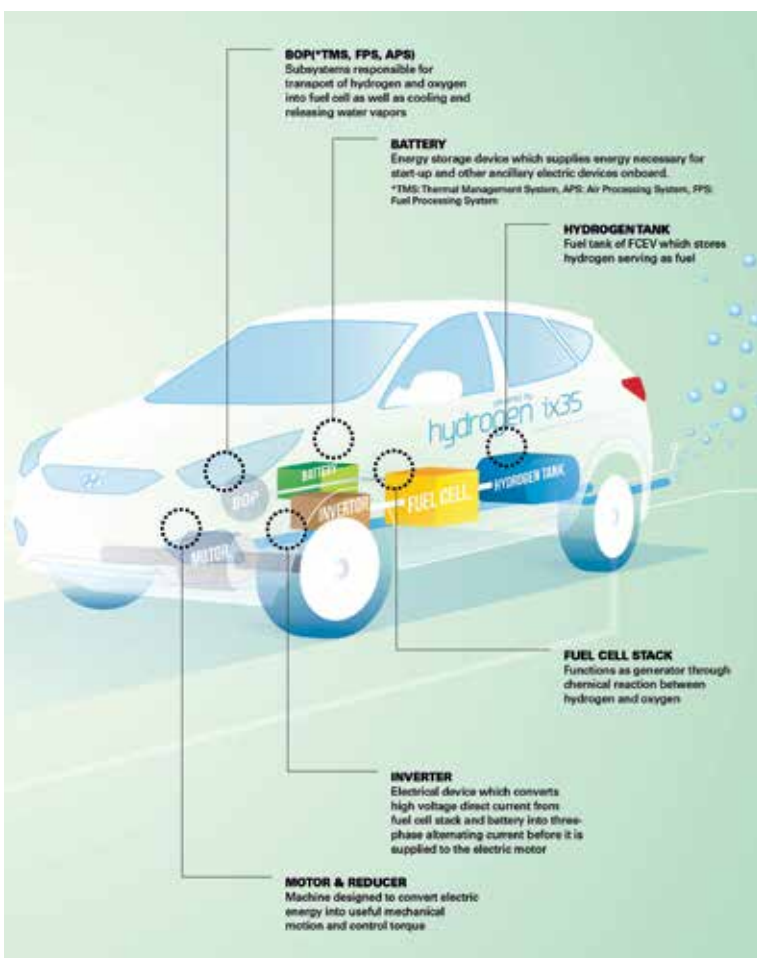 BOP(*TMS, FPS, APS)
Subsystems responsible for
transport of hydrogen and oxygen
into fuel cell as well as cooling and
releasing water vapors
BATTERY
Energy storage device which supplies energy necessary for
start-up and other ancillary electric devices onboard.
*TMS: Thermal Management System, APS: Air Processing System, FPS:
Fuel Processing System
HYDROGEN TANK
Fuel tank of FCEV which stores
hydrogen serving as fuel
powered by
hydrogen ix35
BATTERY
BOP
INVERTOR
FUEL CELL
HYDROGEN TANK
MOTOR
FUEL CELL STACK
Functions as generator through
chemical reaction between
hydrogen and oxygen
INVERTER
Electrical device which converts
high voltage direct current from
fuel cell stack and battery into three-
phase alternating current before it is
supplied to the electric motor
MOTOR & REDUCER
Machine designed to convert electric
energy into useful mechanical
motion and control torque